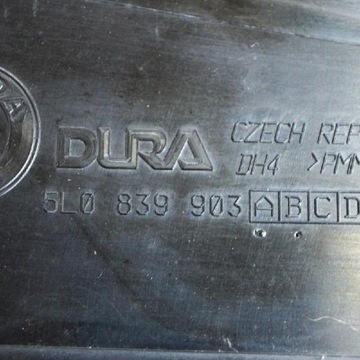 DURA
CZECH REP
DH4 >PMM
5L0 839 903 A B C D